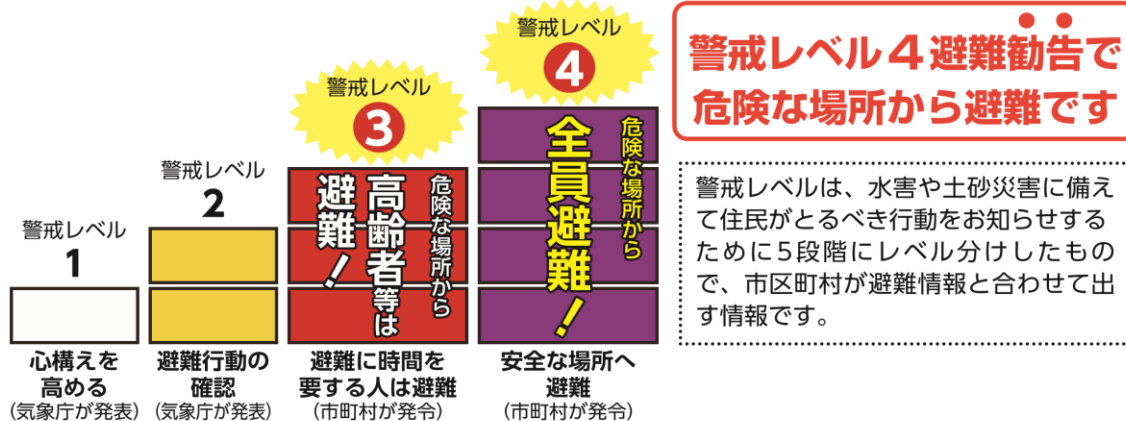 警戒レベル
1
心構えを
高める
(気象庁が発表)
警戒レベル
2
避難行動の
確認
(気象庁が発表)
警戒レベル
3
危険な場所から
高齢者等は
避難!
避難に時間を
要する人は避難
(市町村が発令)
警戒レベル
4
危険な場所から
全員避難!
安全な場所へ
避難
(市町村が発令)
警戒レベル4避難勧告で
危険な場所から避難です
警戒レベルは、水害や土砂災害に備え
て住民がとるべき行動をお知らせする
ために5段階にレベル分けしたもの
で、市区町村が避難情報と合わせて出
す情報です。